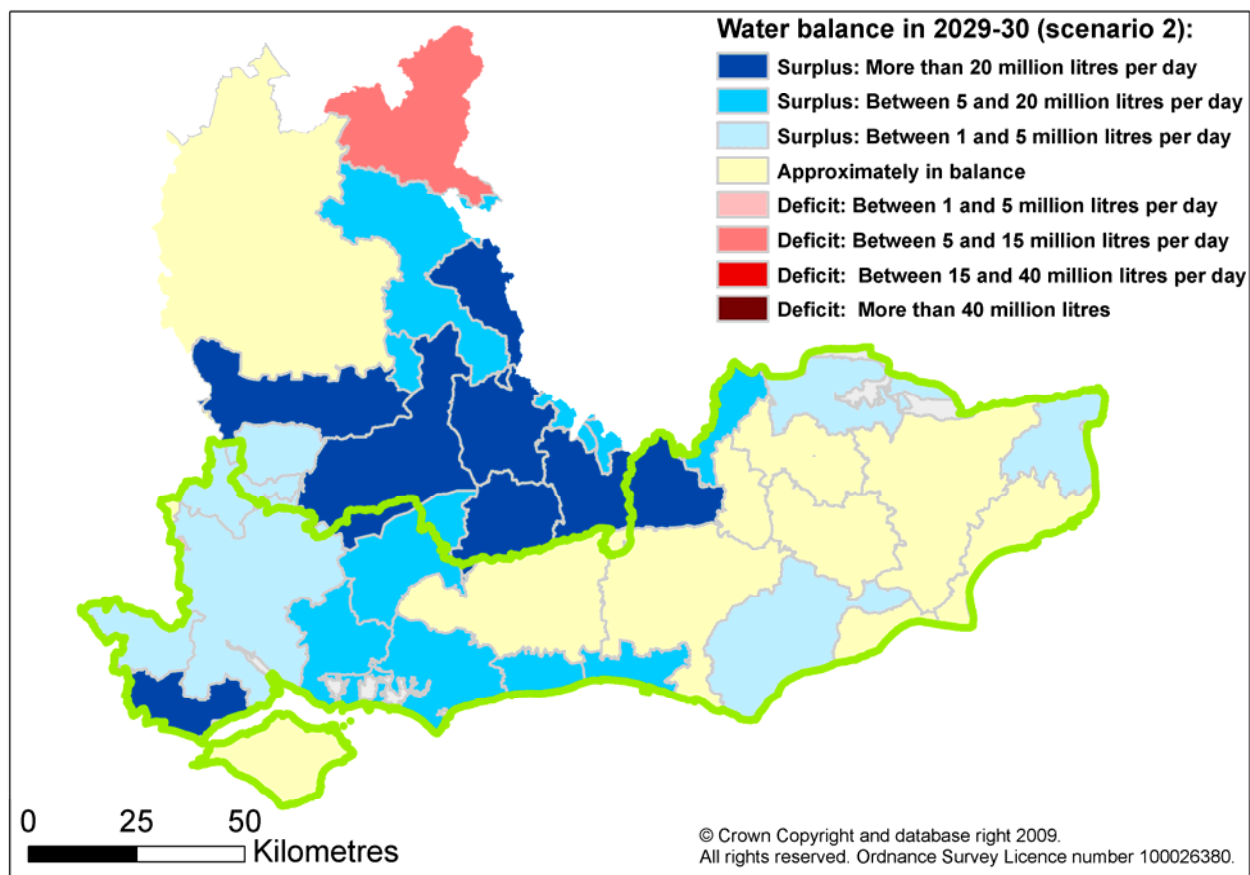 Water balance in 2029-30 (scenario 2):
Surplus: More than 20 million litres per day
Surplus: Between 5 and 20 million litres per day
Surplus: Between 1 and 5 million litres per day
Approximately in balance
Deficit: Between 1 and 5 million litres per day
Deficit: Between 5 and 15 million litres per day
Deficit: Between 15 and 40 million litres per day
Deficit: More than 40 million litres
0 25 50
Kilometres
© Crown Copyright and database right 2009.
All rights reserved. Ordnance Survey Licence number 100026380.